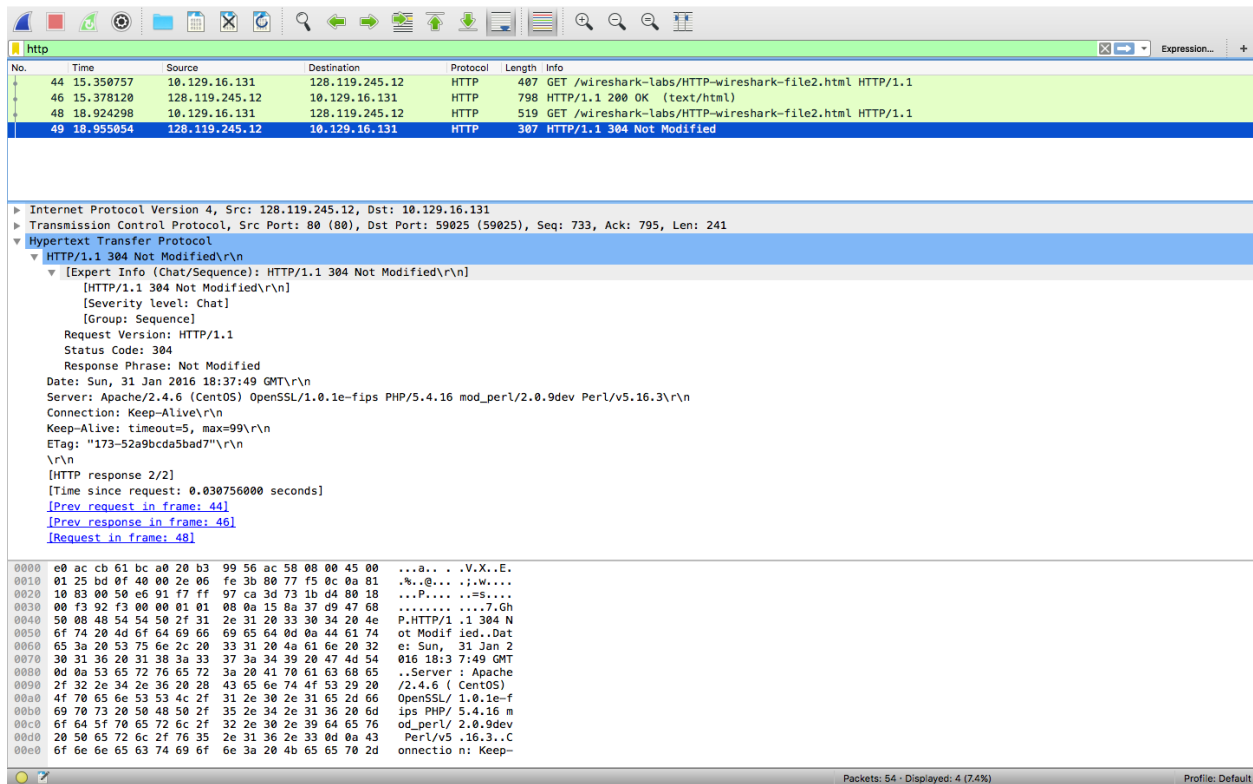 http
Expression...
+
No. Time Source Destination Protocol Length Info
44 15.350757 10.129.16.131 128.119.245.12 HTTP 407 GET /wireshark-labs/HTTP-wireshark-file2.html HTTP/1.1
46 15.378120 128.119.245.12 10.129.16.131 HTTP 798 HTTP/1.1 200 OK (text/html)
48 18.924298 10.129.16.131 128.119.245.12 HTTP 519 GET /wireshark-labs/HTTP-wireshark-file2.html HTTP/1.1
49 18.955054 128.119.245.12 10.129.16.131 HTTP 307 HTTP/1.1 304 Not Modified
Internet Protocol Version 4, Src: 128.119.245.12, Dst: 10.129.16.131
Transmission Control Protocol, Src Port: 80 (80), Dst Port: 59025 (59025), Seq: 733, Ack: 795, Len: 241
Hypertext Transfer Protocol
HTTP/1.1 304 Not Modified\r\n
[Expert Info (Chat/Sequence): HTTP/1.1 304 Not Modified\r\n]
[HTTP/1.1 304 Not Modified\r\n]
[Severity level: Chat]
[Group: Sequence]
Request Version: HTTP/1.1
Status Code: 304
Response Phrase: Not Modified
Date: Sun, 31 Jan 2016 18:37:49 GMT\r\n
Server: Apache/2.4.6 (CentOS) OpenSSL/1.0.1e-fips PHP/5.4.16 mod_perl/2.0.9dev Perl/v5.16.3\r\n
Connection: Keep-Alive\r\n
Keep-Alive: timeout=5, max=99\r\n
ETag: "173-52a9bcda5bad7"\r\n
\r\n
[HTTP response 2/2]
[Time since request: 0.030756000 seconds]
[Prev request in frame: 44]
[Prev response in frame: 46]
[Request in frame: 48]
0000 e0 ac cb 61 bc a0 20 b3 99 56 ac 58 08 00 45 00 ...a.. . .V.X..E.
0010 01 25 bd 0f 40 00 2e 06 fe 3b 80 77 f5 0c 0a 81 .%..@... .;.w....
0020 10 83 00 50 e6 91 f7 ff 97 ca 3d 73 1b d4 80 18 ...P.... ..=s....
0030 00 f3 92 f3 00 00 01 01 08 0a 15 8a 37 d9 47 68 ........ ....7.Gh
0040 50 08 48 54 54 50 2f 31 2e 31 20 33 30 34 20 4e P.HTTP/1 .1 304 N
0050 6f 74 20 4d 6f 64 69 66 69 65 64 0d 0a 44 61 74 ot Modif ied..Dat
0060 65 3a 20 53 75 6e 2c 20 33 31 20 4a 61 6e 20 32 e: Sun, 31 Jan 2
0070 30 31 36 20 31 38 3a 33 37 3a 34 39 20 47 4d 54 016 18:3 7:49 GMT
0080 0d 0a 53 65 72 76 65 72 3a 20 41 70 61 63 68 65 ..Server : Apache
0090 2f 32 2e 34 2e 36 20 28 43 65 6e 74 4f 53 29 20 /2.4.6 ( CentOS)
00a0 4f 70 65 6e 53 53 4c 2f 31 2e 30 2e 31 65 2d 66 OpenSSL/ 1.0.1e-f
00b0 69 70 73 20 50 48 50 2f 35 2e 34 2e 31 36 20 6d ips PHP/ 5.4.16 m
00c0 6f 64 5f 70 65 72 6c 2f 32 2e 30 2e 39 64 65 76 od_perl/ 2.0.9dev
00d0 20 50 65 72 6c 2f 76 35 2e 31 36 2e 33 0d 0a 43 Perl/v5 .16.3..C
00e0 6f 6e 6e 65 63 74 69 6f 6e 3a 20 4b 65 65 70 2d onnectio n: Keep-
Packets: 54 · Displayed: 4 (7.4%)
Profile: Default